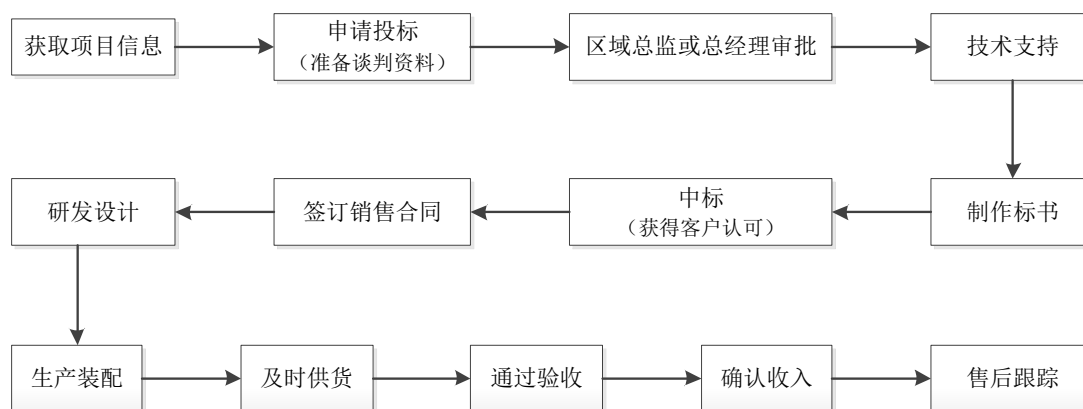 获取项目信息
申请投标
（准备谈判资料）
区域总监或总经理审批
技术支持
制作标书
中标
（获得客户认可）
签订销售合同
研发设计
生产装配
及时供货
通过验收
确认收入
售后跟踪